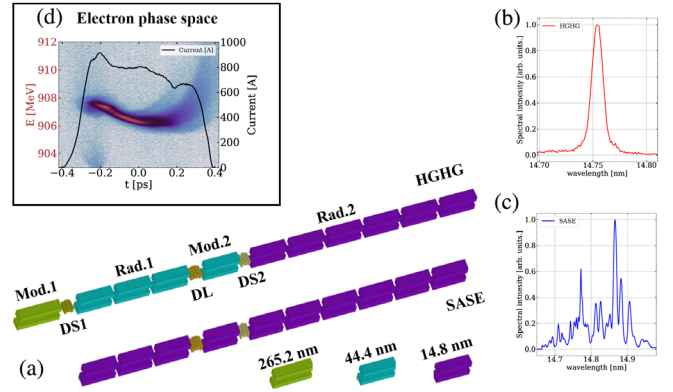 (d) Electron phase space
912
910
908
906
904
E [MeV]
Current [A]
1000
800
600
400
200
0
Current [A]
−0.4 −0.2 0.0 0.2 0.4
t [ps]
(b)
HGHG
1.0
0.8
0.6
0.4
0.2
0.0
Spectral intnesity [arb. units.]
14.70 14.75 14.80
wavelength [nm]
(c)
SASE
1.0
0.8
0.6
0.4
0.2
0.0
Spectral intnesity [arb. units.]
14.7 14.8 14.9
wavelength [nm]
HGHG
Rad.2
Mod.2
Rad.1
Mod.1
DS2
DL
DS1
SASE
(a)
265.2 nm 44.4 nm 14.8 nm